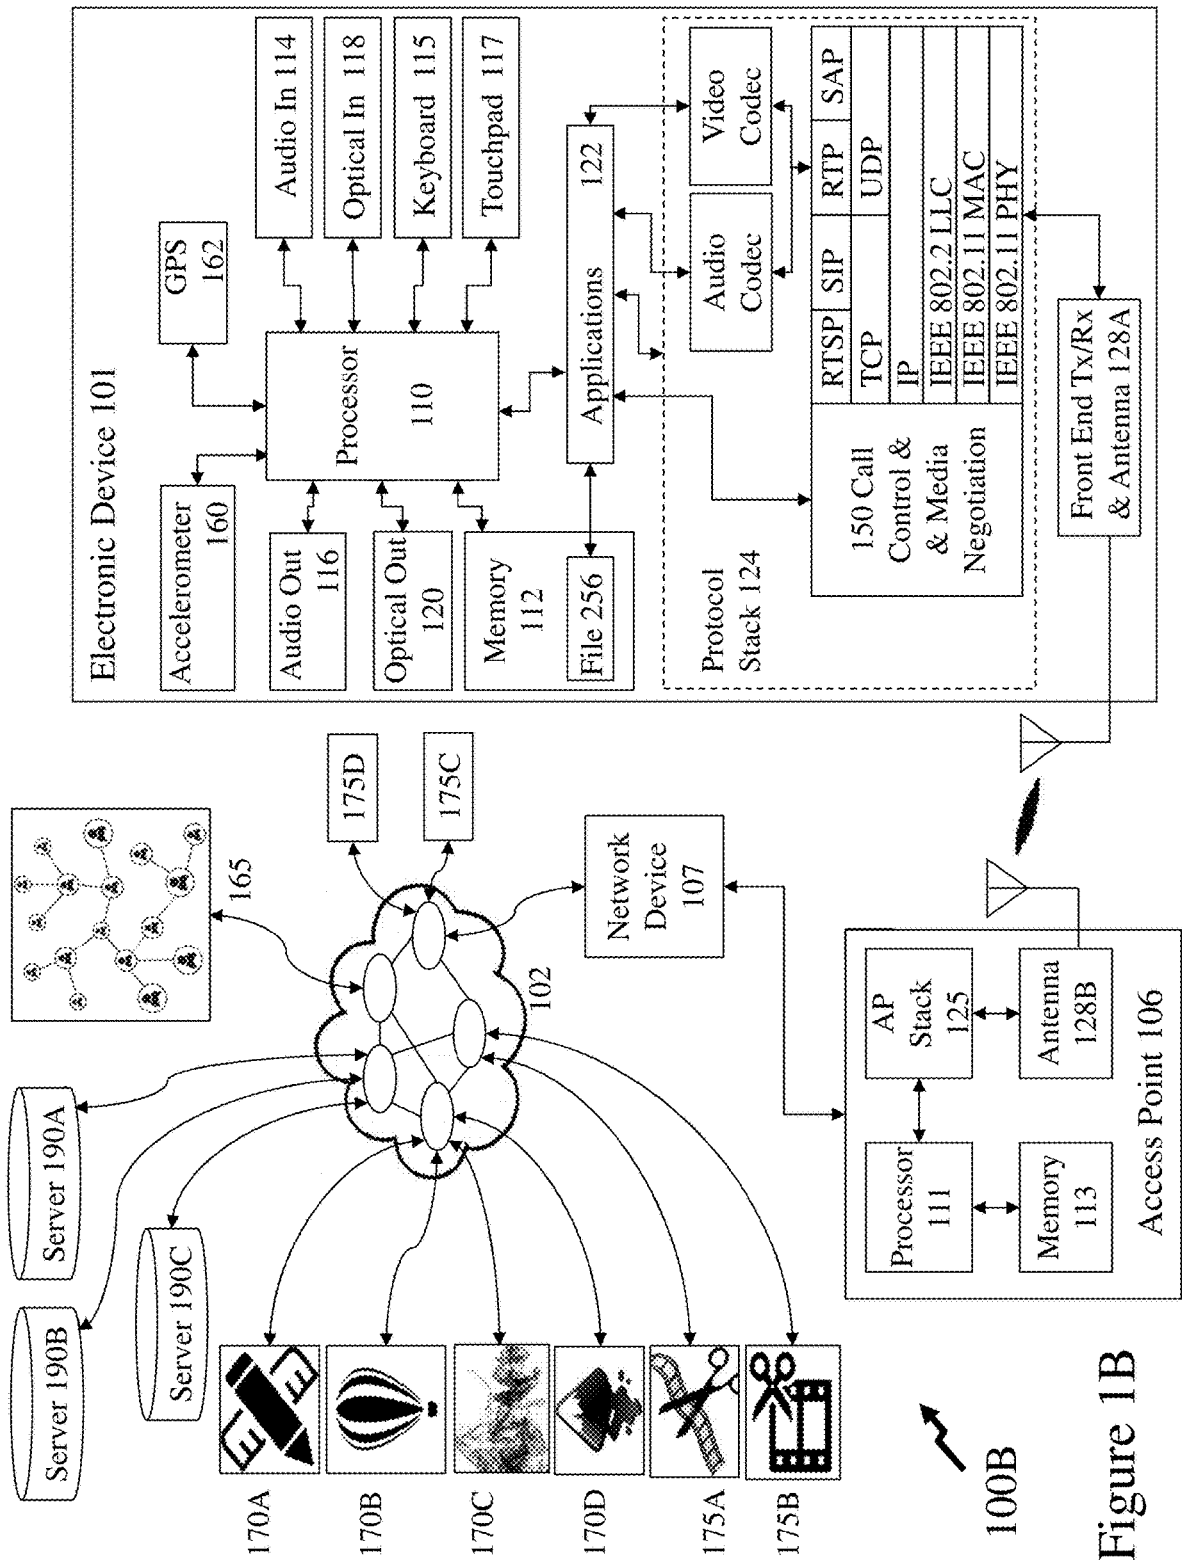 Server 190B
Server 190A
Server 190C
165
102
170A
170B
170C
170D
175A
175B
175D
175C
Network
Device
107
Electronic Device 101
Accelerometer
160
GPS
162
Audio Out
116
Optical Out
120
Memory
112
File 256
Processor
110
Audio In 114
Optical In 118
Keyboard 115
Touchpad 117
Applications 122
Protocol
Stack 124
Audio
Codec
Video
Codec
150 Call
Control &
& Media
Negotiation
RTSP SIP RTP SAP
TCP UDP
IP
IEEE 802.2 LLC
IEEE 802.11 MAC
IEEE 802.11 PHY
Front End Tx/Rx
& Antenna 128A
Processor
111
AP
Stack
125
Memory
113
Antenna
128B
Access Point 106
100B
Figure 1B